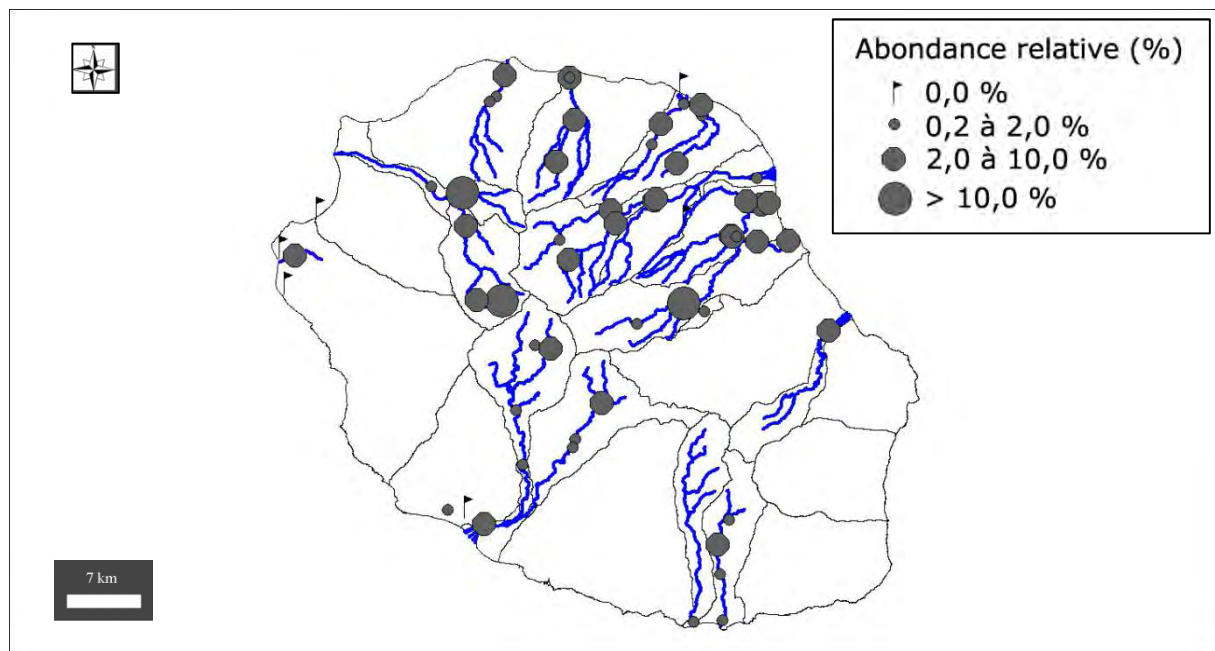 Abondance relative (%)
0,0 %
0,2 à 2,0 %
2,0 à 10,0 %
> 10,0 %
7 km